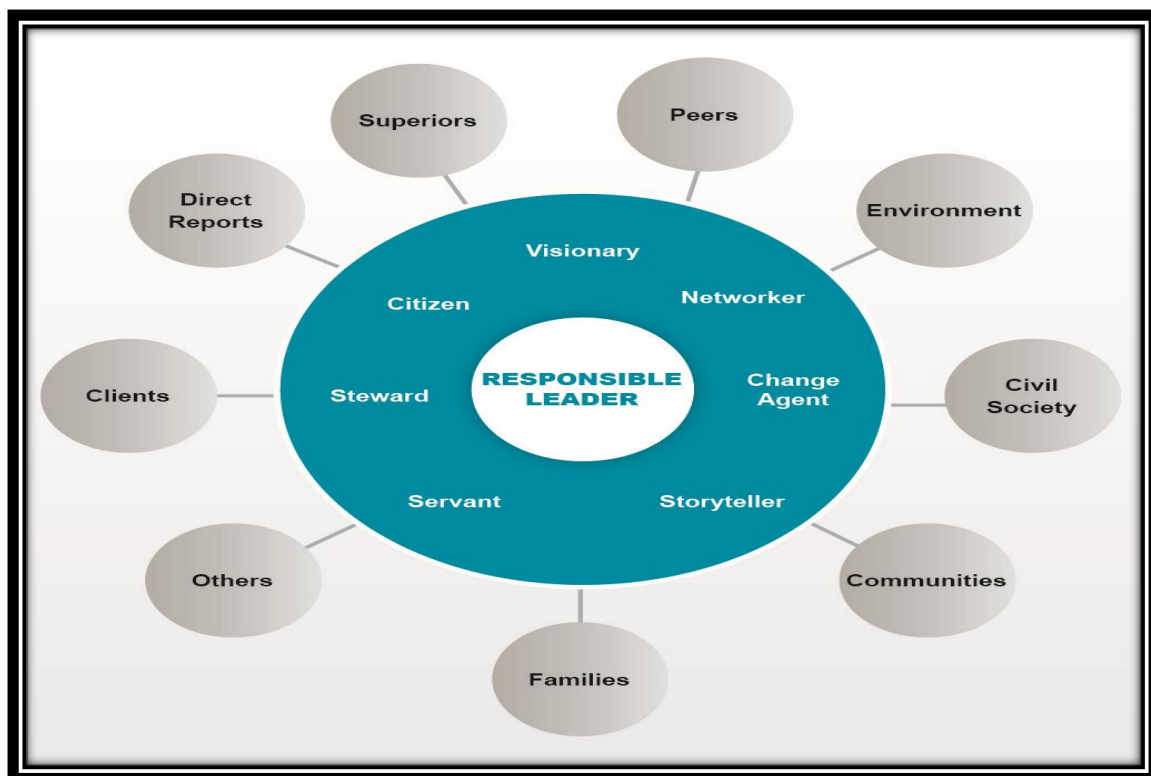 Superiors
Peers
Direct
Reports
Environment
Visionary
Citizen
Networker
Clients
Steward
RESPONSIBLE
LEADER
Change
Agent
Civil
Society
Servant
Storyteller
Others
Communities
Families